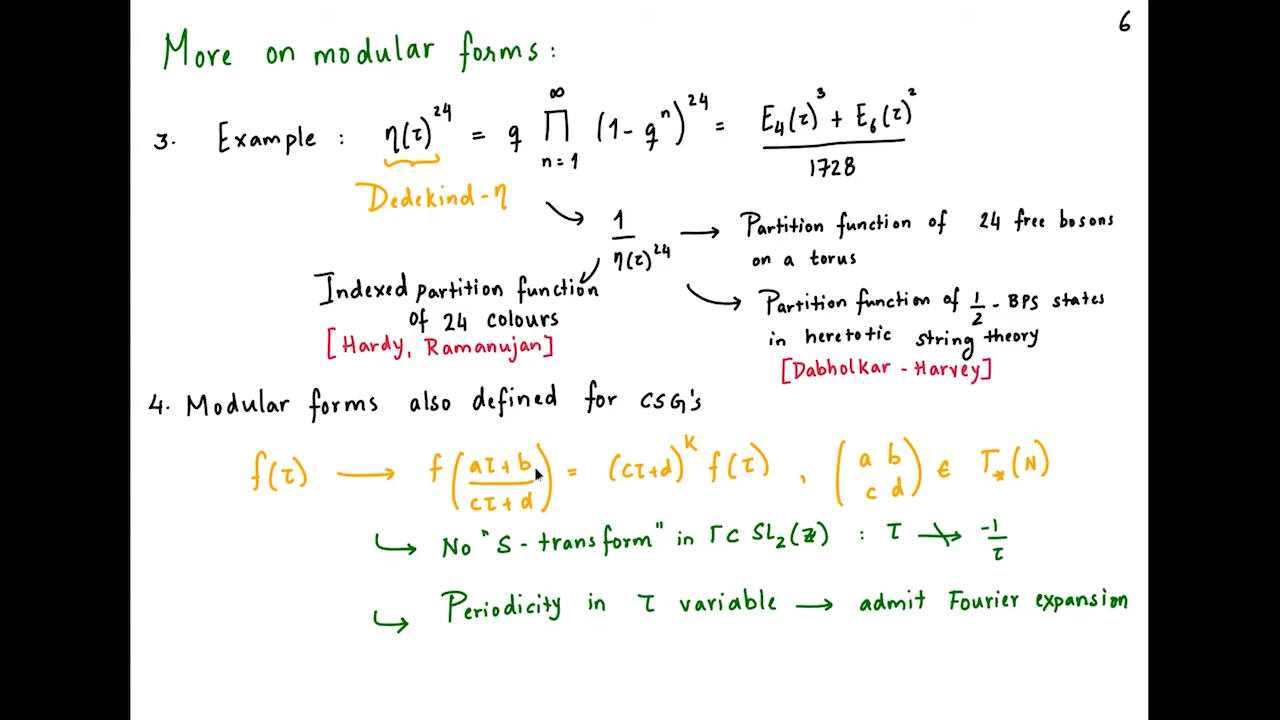 6
More on modular forms:
3. Example : η(τ)^24 = q ∏_{n=1}^{∞} (1-q^n)^24 = (E₄(τ)^3 + E₆(τ)^2) / 1728
Dedekind-η
1/η(τ)^24 → Partition function of 24 free bosons
on a torus
Indexed partition function
of 24 colours
[Hardy, Ramanujan]
Partition function of 1/2-BPS states
in heretotic string theory
[Dabholkar-Harvey]
4. Modular forms also defined for CSG's
f(τ) → f((aτ+b)/(cτ+d)) = (cτ+d)^k f(τ) , (a b; c d) ∈ Γ_*(N)
↳ No "S-transform" in Γ⊂ SL₂(ℤ) : τ ↛ -1/τ
↳ Periodicity in τ variable → admit Fourier expansion